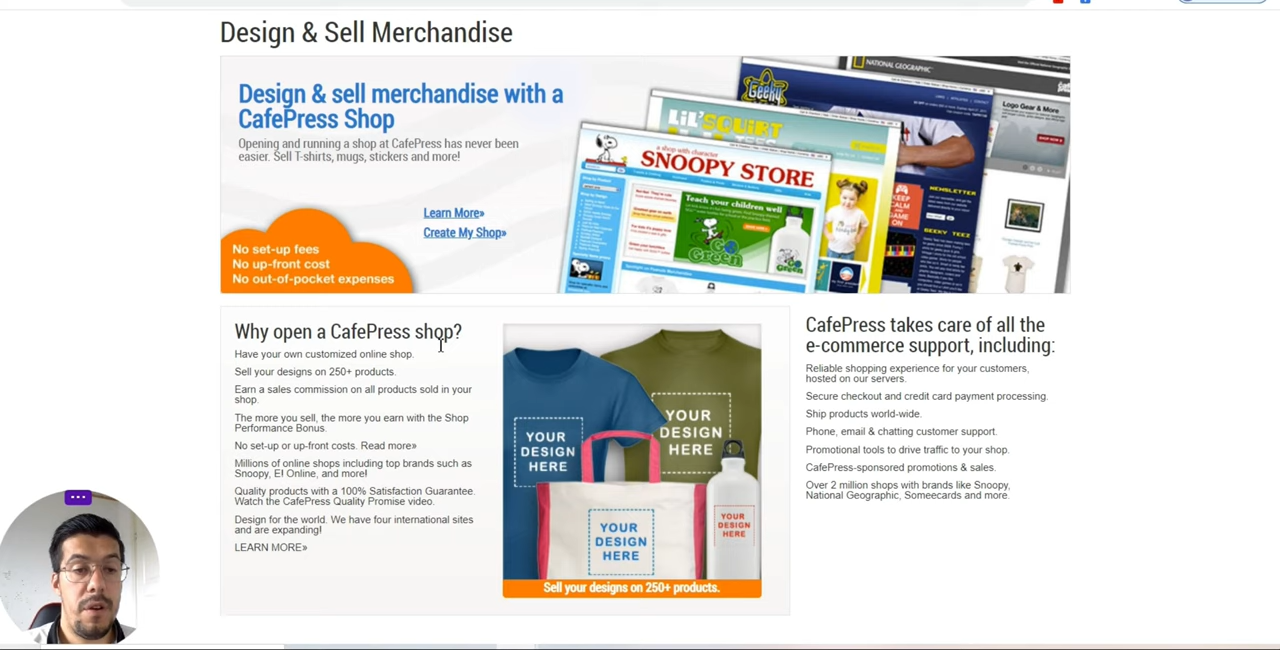 Design & Sell Merchandise
Design & sell merchandise with a
CafePress Shop
Opening and running a shop at CafePress has never been
easier. Sell T-shirts, mugs, stickers and more!
Learn More»
Create My Shop»
No set-up fees
No up-front cost
No out-of-pocket expenses
NATIONAL GEOGRAPHIC
Geeky
Logo Gear & More
LiL'SQUIRT
a shop with character
SNOOPY STORE
Teach your children well
Go
Green
KEEP
CALM
AND
GAME
ON
NEWSLETTER
GEEKY TEEZ
Why open a CafePress shop?
Have your own customized online shop.
Sell your designs on 250+ products.
Earn a sales commission on all products sold in your
shop.
The more you sell, the more you earn with the Shop
Performance Bonus.
No set-up or up-front costs. Read more»
Millions of online shops including top brands such as
Snoopy, E! Online, and more!
Quality products with a 100% Satisfaction Guarantee.
Watch the CafePress Quality Promise video.
Design for the world. We have four international sites
and are expanding!
LEARN MORE»
YOUR
DESIGN
HERE
YOUR
DESIGN
HERE
YOUR
DESIGN
HERE
YOUR
DESIGN
HERE
Sell your designs on 250+ products.
CafePress takes care of all the
e-commerce support, including:
Reliable shopping experience for your customers,
hosted on our servers.
Secure checkout and credit card payment processing.
Ship products world-wide.
Phone, email & chatting customer support.
Promotional tools to drive traffic to your shop.
CafePress-sponsored promotions & sales.
Over 2 million shops with brands like Snoopy,
National Geographic, Someecards and more.